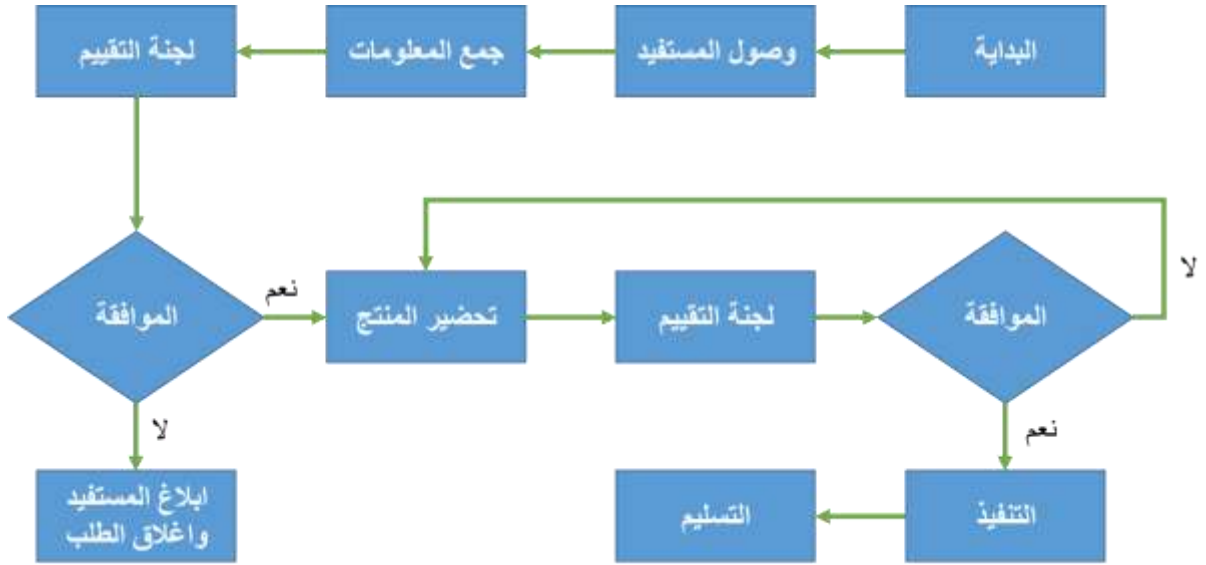 البداية
وصول المستفيد
جمع المعلومات
لجنة التقييم
الموافقة
نعم
تحضير المنتج
لجنة التقييم
الموافقة
لا
لا
نعم
ابلاغ المستفيد
واغلاق الطلب
التنفيذ
التسليم